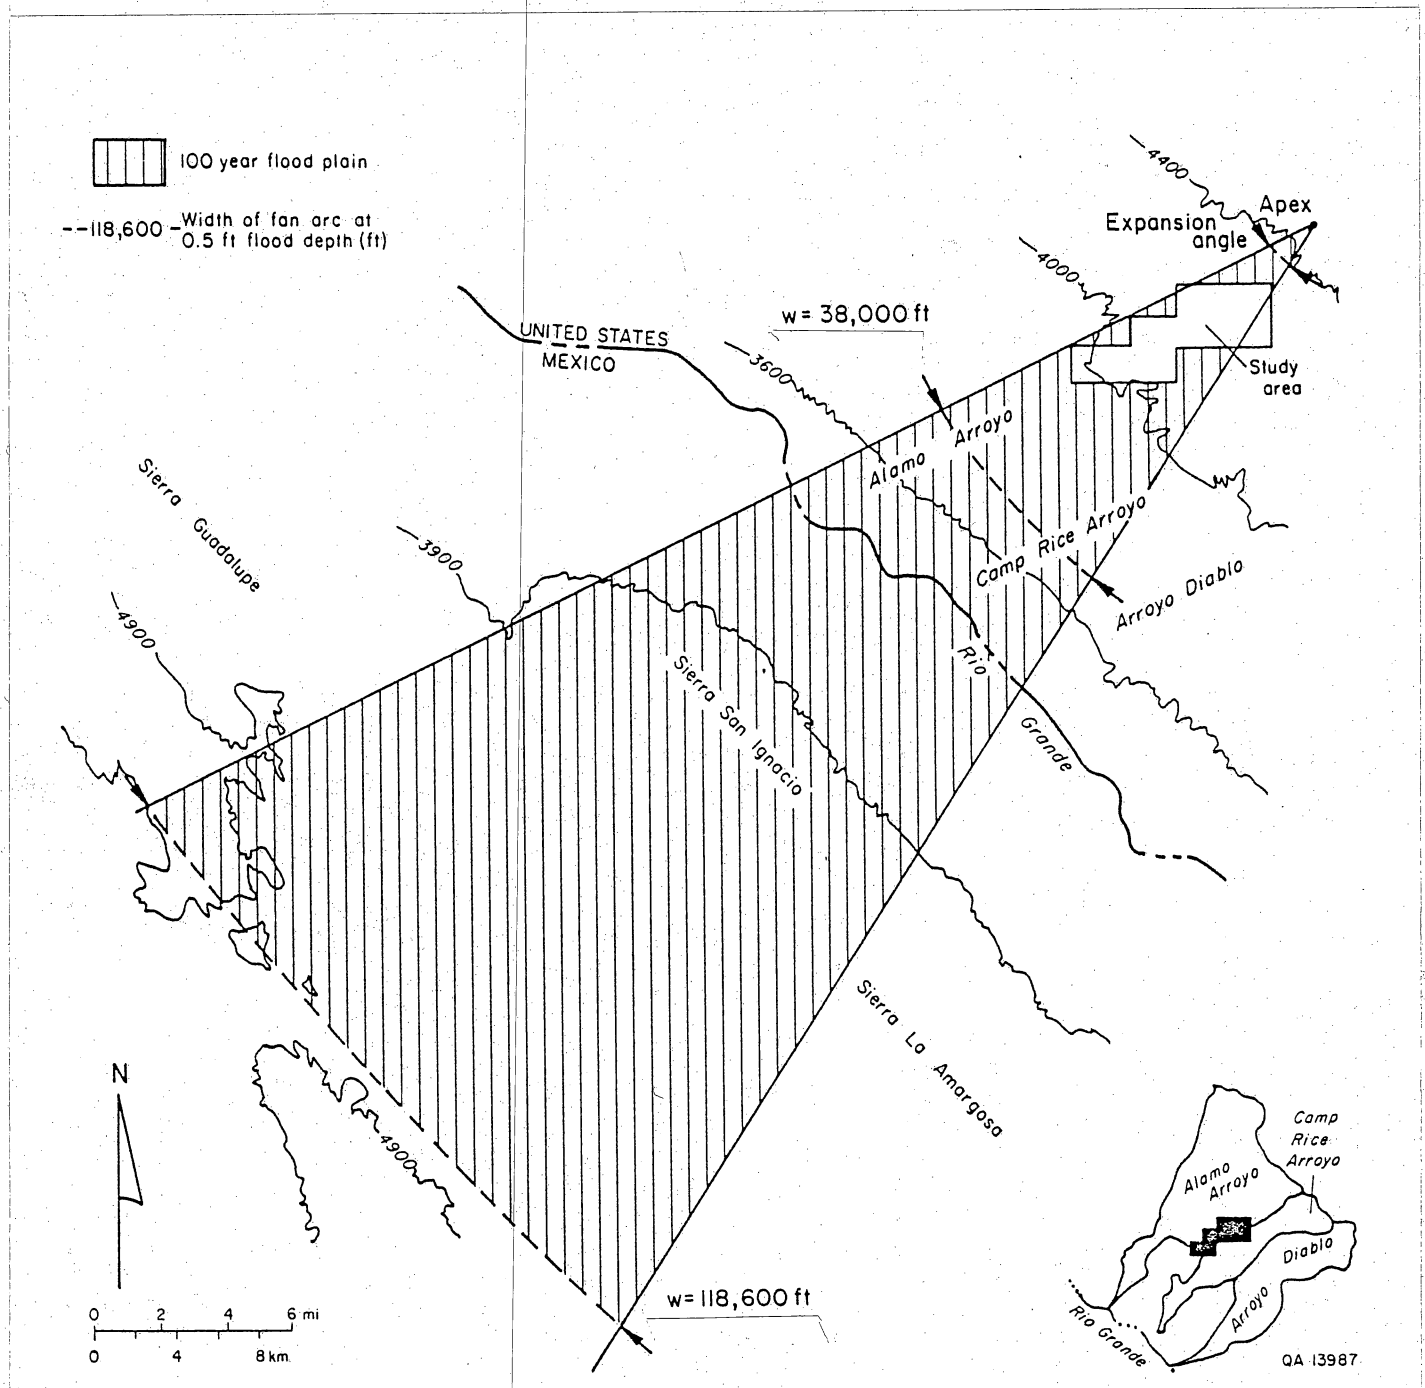 100 year flood plain
--118,600- Width of fan arc at
0.5 ft flood depth (ft)
4400
Apex
Expansion
angle
4000
w= 38,000 ft
UNITED STATES
MEXICO
3600
Study
area
Arroyo
Alamo
Sierra Guadalupe
3900
Camp Rice Arroyo
Arroyo Diablo
4900
Rio
Grande
Sierra San Ignacio
Sierra La Amargosa
N
4900
Camp
Rice
Arroyo
Alamo
Arroyo
Diablo
Arroyo
Rio Grande
w=118,600 ft
0 2 4 6 mi
0 4 8 km
QA 13987